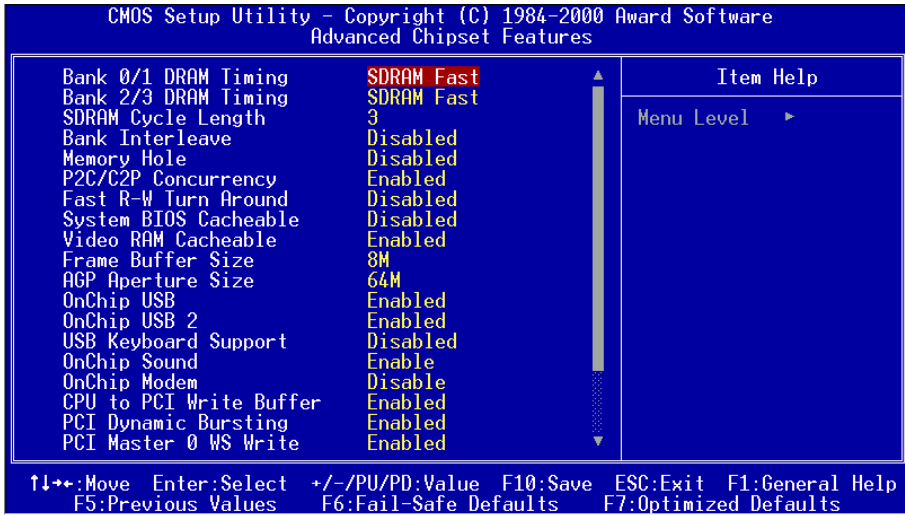 CMOS Setup Utility - Copyright (C) 1984-2000 Award Software
Advanced Chipset Features
Bank 0/1 DRAM Timing SDRAM Fast
Bank 2/3 DRAM Timing SDRAM Fast
SDRAM Cycle Length 3
Bank Interleave Disabled
Memory Hole Disabled
P2C/C2P Concurrency Enabled
Fast R-W Turn Around Disabled
System BIOS Cacheable Disabled
Video RAM Cacheable Enabled
Frame Buffer Size 8M
AGP Aperture Size 64M
OnChip USB Enabled
OnChip USB 2 Enabled
USB Keyboard Support Disabled
OnChip Sound Enable
OnChip Modem Disable
CPU to PCI Write Buffer Enabled
PCI Dynamic Bursting Enabled
PCI Master 0 WS Write Enabled
Item Help
Menu Level ►
↑↓→←:Move Enter:Select +/-/PU/PD:Value F10:Save ESC:Exit F1:General Help
F5:Previous Values F6:Fail-Safe Defaults F7:Optimized Defaults